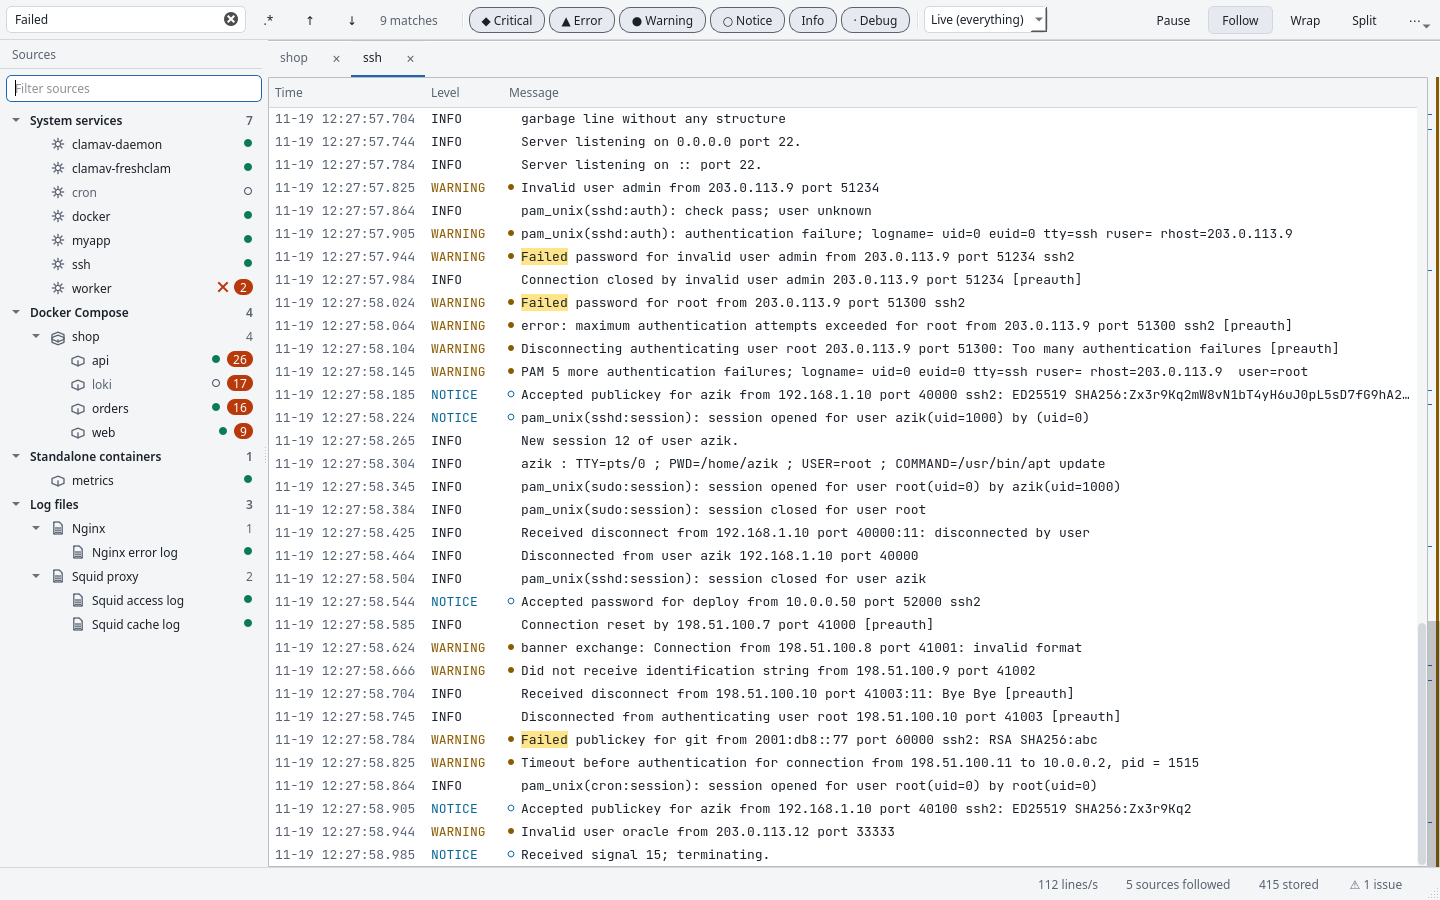 Failed .* ↑ ↓ 9 matches ◆ Critical ▲ Error ● Warning ○ Notice Info · Debug Live (everything) Pause Follow Wrap Split ...
Sources
Filter sources
System services 7
clamav-daemon
clamav-freshclam
cron
docker
myapp
ssh
worker 2
Docker Compose 4
shop 4
api 26
loki 17
orders 16
web 9
Standalone containers 1
metrics
Log files 3
Nginx 1
Nginx error log
Squid proxy 2
Squid access log
Squid cache log
shop × ssh ×
Time Level Message
11-19 12:27:57.704 INFO garbage line without any structure
11-19 12:27:57.744 INFO Server listening on 0.0.0.0 port 22.
11-19 12:27:57.784 INFO Server listening on :: port 22.
11-19 12:27:57.825 WARNING ● Invalid user admin from 203.0.113.9 port 51234
11-19 12:27:57.864 INFO pam_unix(sshd:auth): check pass; user unknown
11-19 12:27:57.905 WARNING ● pam_unix(sshd:auth): authentication failure; logname= uid=0 euid=0 tty=ssh ruser= rhost=203.0.113.9
11-19 12:27:57.944 WARNING ● Failed password for invalid user admin from 203.0.113.9 port 51234 ssh2
11-19 12:27:57.984 INFO Connection closed by invalid user admin 203.0.113.9 port 51234 [preauth]
11-19 12:27:58.024 WARNING ● Failed password for root from 203.0.113.9 port 51300 ssh2
11-19 12:27:58.064 WARNING ● error: maximum authentication attempts exceeded for root from 203.0.113.9 port 51300 ssh2 [preauth]
11-19 12:27:58.104 WARNING ● Disconnecting authenticating user root 203.0.113.9 port 51300: Too many authentication failures [preauth]
11-19 12:27:58.145 WARNING ● PAM 5 more authentication failures; logname= uid=0 euid=0 tty=ssh ruser= rhost=203.0.113.9  user=root
11-19 12:27:58.185 NOTICE ○ Accepted publickey for azik from 192.168.1.10 port 40000 ssh2: ED25519 SHA256:Zx3r9Kq2mW8vN1bT4yH6uJ0pL5sD7fG9hA2…
11-19 12:27:58.224 NOTICE ○ pam_unix(sshd:session): session opened for user azik(uid=1000) by (uid=0)
11-19 12:27:58.265 INFO New session 12 of user azik.
11-19 12:27:58.304 INFO azik : TTY=pts/0 ; PWD=/home/azik ; USER=root ; COMMAND=/usr/bin/apt update
11-19 12:27:58.345 INFO pam_unix(sudo:session): session opened for user root(uid=0) by azik(uid=1000)
11-19 12:27:58.384 INFO pam_unix(sudo:session): session closed for user root
11-19 12:27:58.425 INFO Received disconnect from 192.168.1.10 port 40000:11: disconnected by user
11-19 12:27:58.464 INFO Disconnected from user azik 192.168.1.10 port 40000
11-19 12:27:58.504 INFO pam_unix(sshd:session): session closed for user azik
11-19 12:27:58.544 NOTICE ○ Accepted password for deploy from 10.0.0.50 port 52000 ssh2
11-19 12:27:58.585 INFO Connection reset by 198.51.100.7 port 41000 [preauth]
11-19 12:27:58.624 WARNING ● banner exchange: Connection from 198.51.100.8 port 41001: invalid format
11-19 12:27:58.666 WARNING ● Did not receive identification string from 198.51.100.9 port 41002
11-19 12:27:58.704 INFO Received disconnect from 198.51.100.10 port 41003:11: Bye Bye [preauth]
11-19 12:27:58.745 INFO Disconnected from authenticating user root 198.51.100.10 port 41003 [preauth]
11-19 12:27:58.784 WARNING ● Failed publickey for git from 2001:db8::77 port 60000 ssh2: RSA SHA256:abc
11-19 12:27:58.825 WARNING ● Timeout before authentication for connection from 198.51.100.11 to 10.0.0.2, pid = 1515
11-19 12:27:58.864 INFO pam_unix(cron:session): session opened for user root(uid=0) by root(uid=0)
11-19 12:27:58.905 NOTICE ○ Accepted publickey for azik from 192.168.1.10 port 40100 ssh2: ED25519 SHA256:Zx3r9Kq2
11-19 12:27:58.944 WARNING ● Invalid user oracle from 203.0.113.12 port 33333
11-19 12:27:58.985 NOTICE ○ Received signal 15; terminating.
112 lines/s 5 sources followed 415 stored ⚠ 1 issue